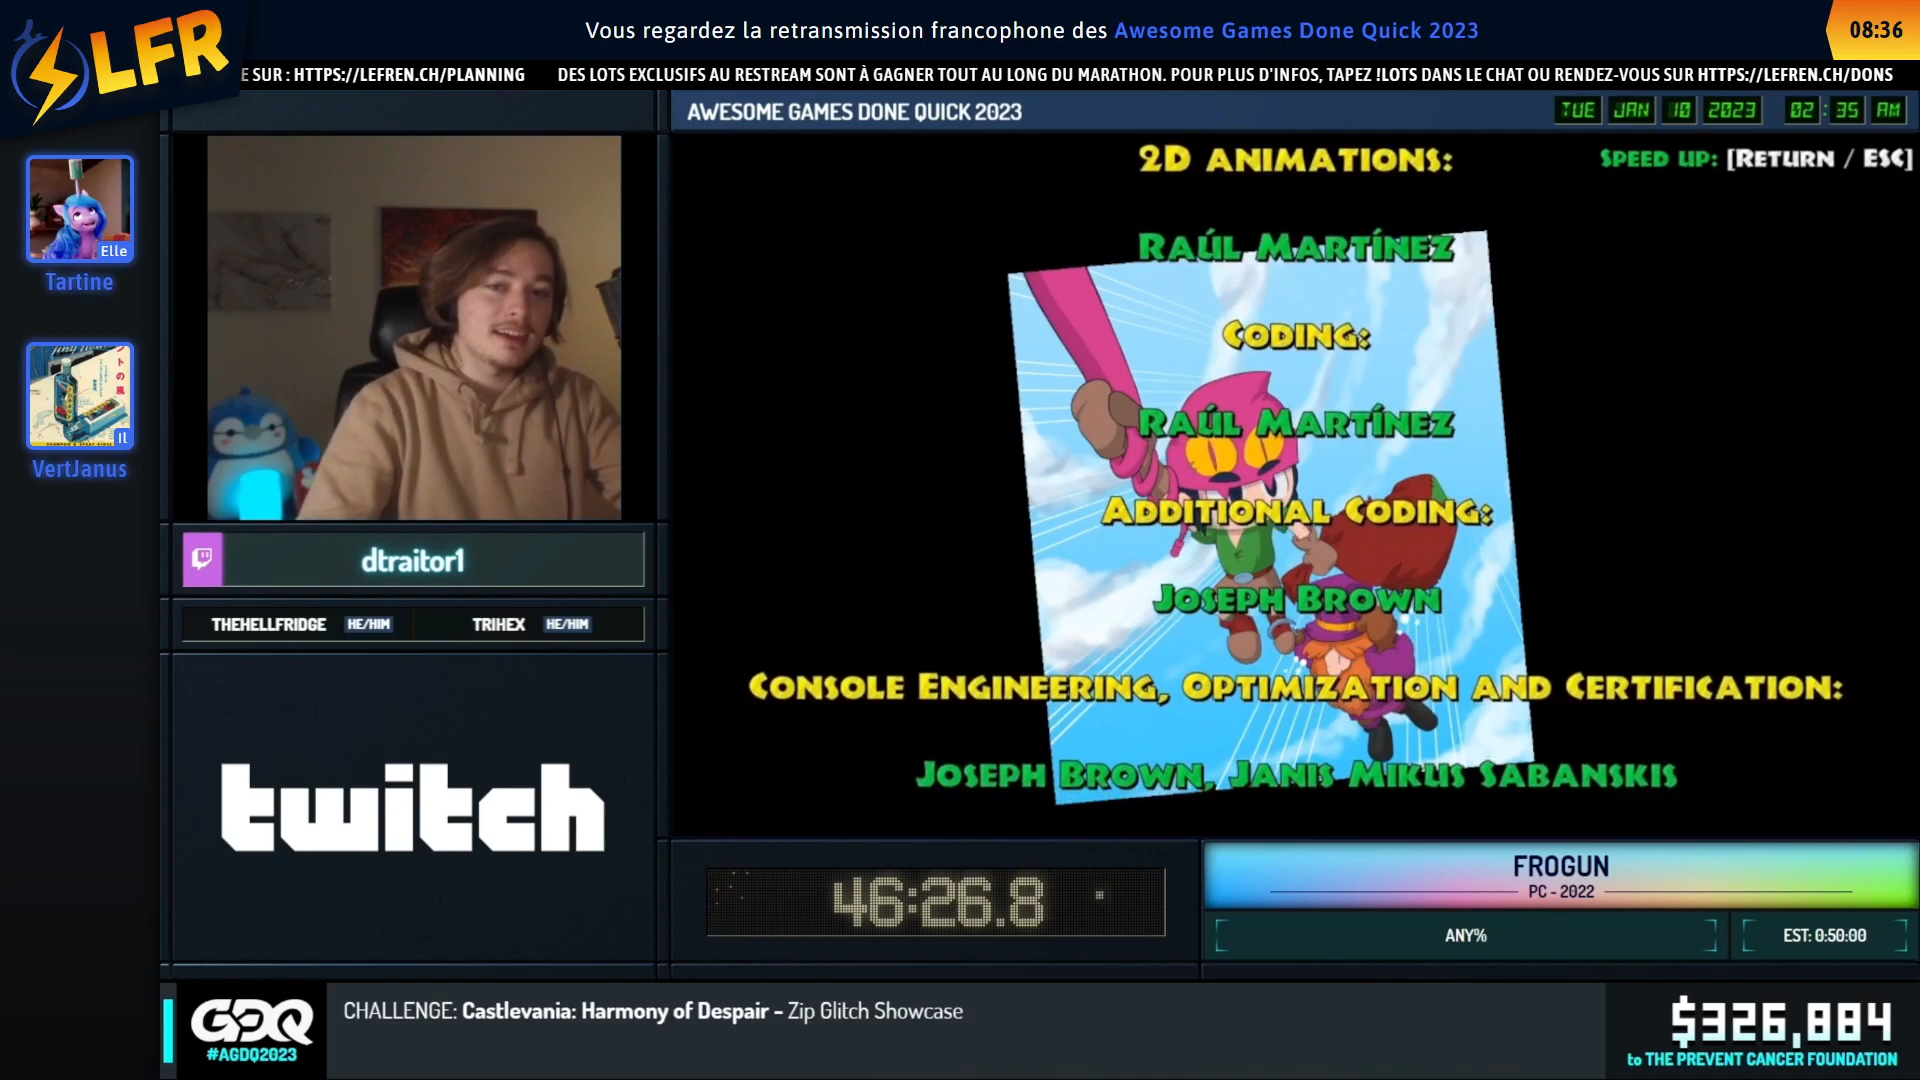 LFR
Vous regardez la retransmission francophone des Awesome Games Done Quick 2023
08:36
E SUR : HTTPS://LEFREN.CH/PLANNING
DES LOTS EXCLUSIFS AU RESTREAM SONT À GAGNER TOUT AU LONG DU MARATHON. POUR PLUS D'INFOS, TAPEZ !LOTS DANS LE CHAT OU RENDEZ-VOUS SUR HTTPS://LEFREN.CH/DONS
AWESOME GAMES DONE QUICK 2023
TUE JAN 10 2023 02:35 AM
Elle
Tartine
Il
VertJanus
2D ANIMATIONS:
SPEED UP: [RETURN / ESC]
RAÚL MARTÍNEZ
CODING:
RAÚL MARTÍNEZ
ADDITIONAL CODING:
JOSEPH BROWN
CONSOLE ENGINEERING, OPTIMIZATION AND CERTIFICATION:
JOSEPH BROWN, JANIS MIKUS SABANSKIS
dtraitor1
THEHELLFRIDGE HE/HIM TRIHEX HE/HIM
twitch
46:26.8
FROGUN
PC - 2022
ANY%
EST: 0:50:00
GDQ
#AGDQ2023
CHALLENGE: Castlevania: Harmony of Despair - Zip Glitch Showcase
$326,884
to THE PREVENT CANCER FOUNDATION